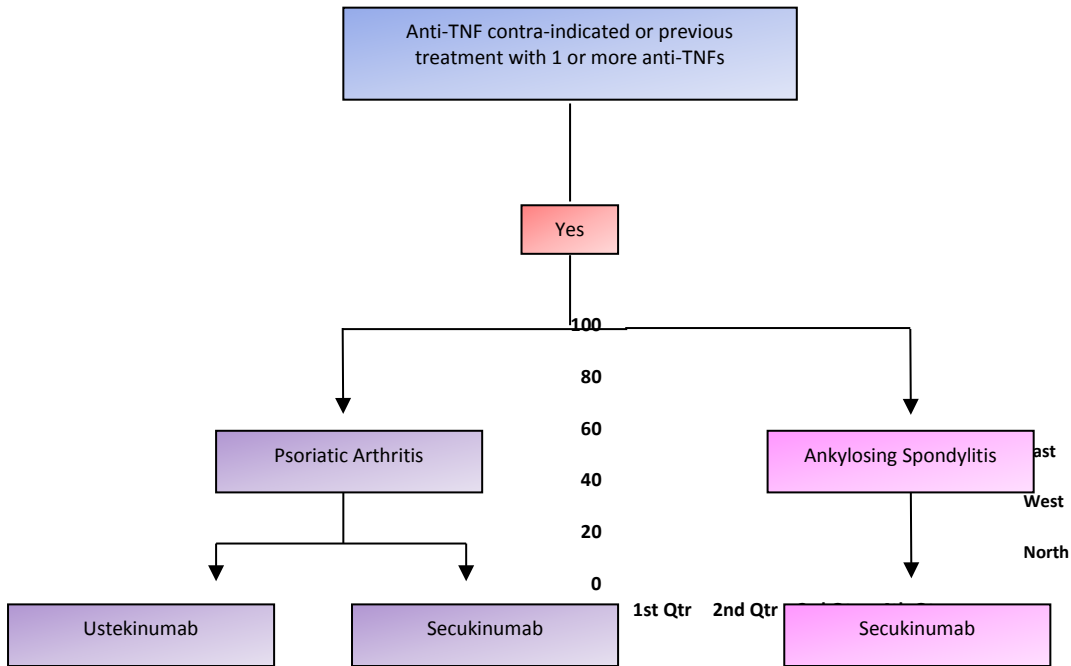 Anti-TNF contra-indicated or previous
treatment with 1 or more anti-TNFs
Yes
100
80
60
Psoriatic Arthritis
Ankylosing Spondylitis
40
West
20
North
0
1st Qtr 2nd Qtr
Ustekinumab
Secukinumab
Secukinumab